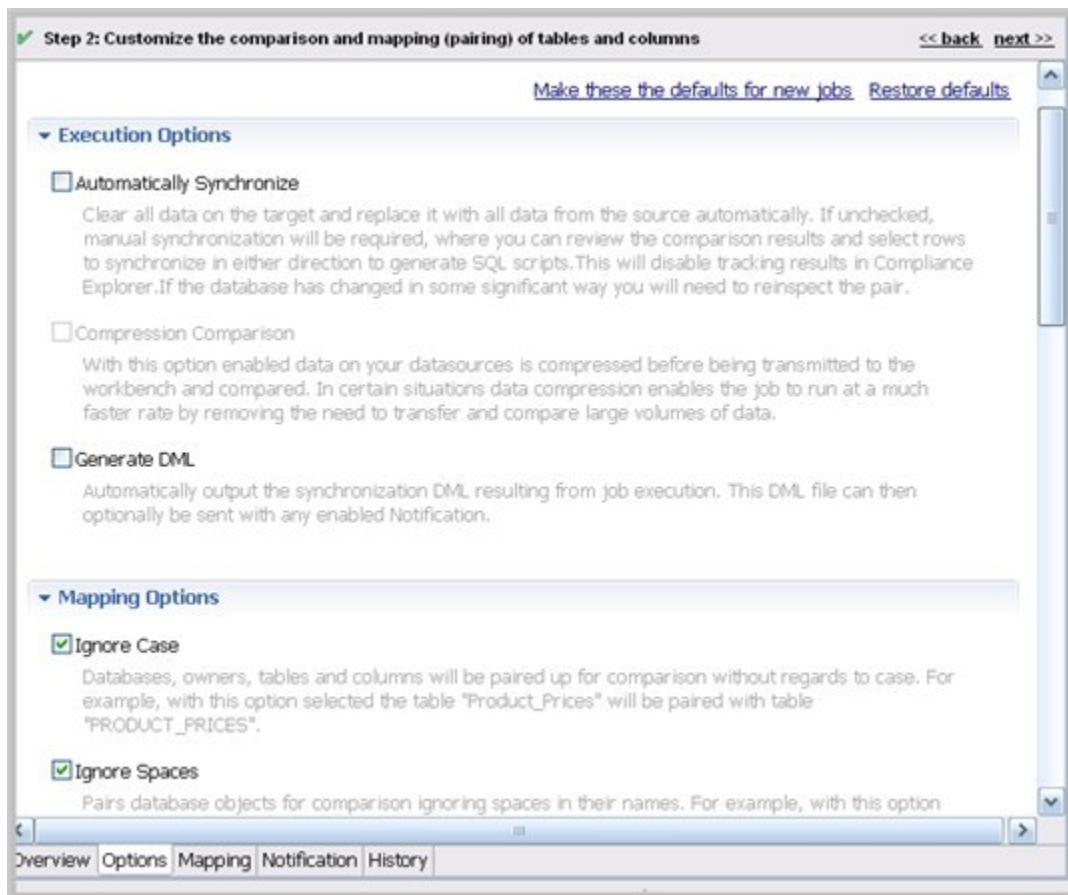 Step 2: Customize the comparison and mapping (pairing) of tables and columns
<< back next >>
Make these the defaults for new jobs Restore defaults
Execution Options
Automatically Synchronize
Clear all data on the target and replace it with all data from the source automatically. If unchecked,
manual synchronization will be required, where you can review the comparison results and select rows
to synchronize in either direction to generate SQL scripts.This will disable tracking results in Compliance
Explorer.If the database has changed in some significant way you will need to reinspect the pair.
Compression Comparison
With this option enabled data on your datasources is compressed before being transmitted to the
workbench and compared. In certain situations data compression enables the job to run at a much
faster rate by removing the need to transfer and compare large volumes of data.
Generate DML
Automatically output the synchronization DML resulting from job execution. This DML file can then
optionally be sent with any enabled Notification.
Mapping Options
Ignore Case
Databases, owners, tables and columns will be paired up for comparison without regards to case. For
example, with this option selected the table "Product_Prices" will be paired with table
"PRODUCT_PRICES".
Ignore Spaces
Pairs database objects for comparison ignoring spaces in their names. For example, with this option
Overview Options Mapping Notification History